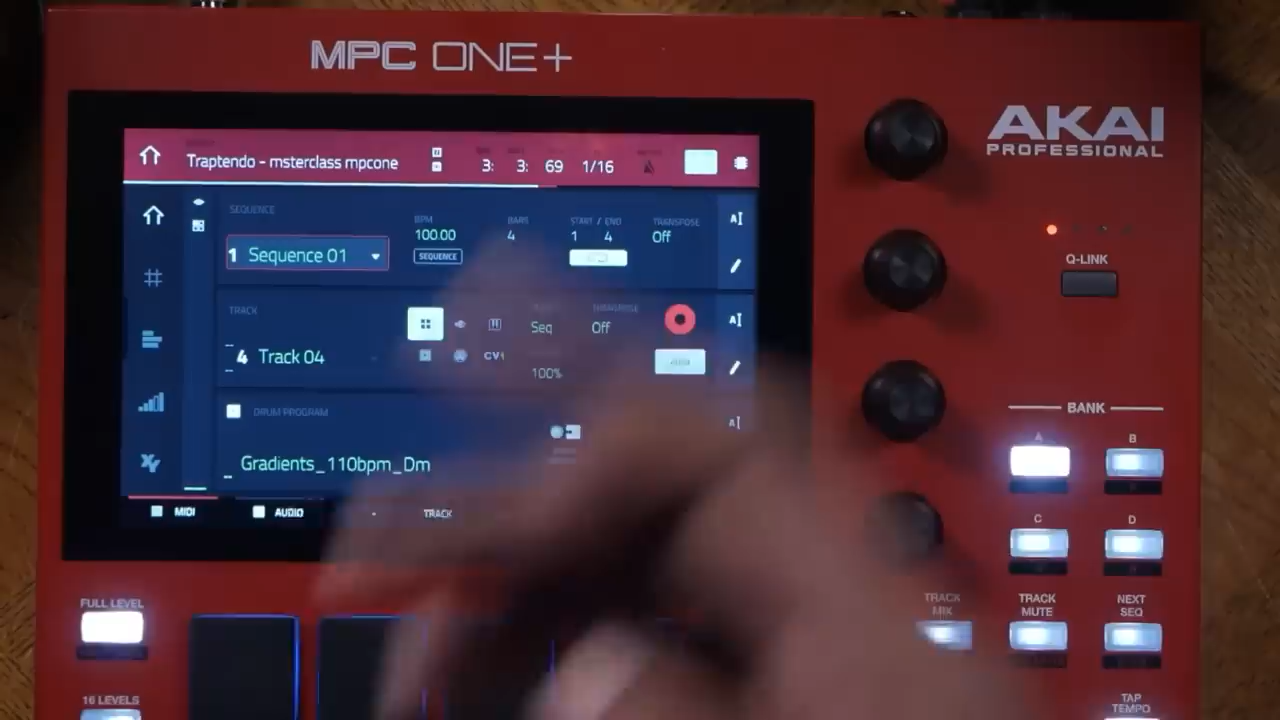 MPC ONE+
AKAI
PROFESSIONAL
Traptendo - msterclass mpcone
3: 3: 69 1/16
SEQUENCE
BPM
BARS
START / END
TRANSPOSE
1 Sequence 01
100.00
4
1 4
Off
SEQUENCE
TRACK
TRANSPOSE
Seq
Off
4 Track 04
CV
100%
DRUM PROGRAM
Gradients_110bpm_Dm
MIDI
AUDIO
TRACK
Q-LINK
BANK
A
B
C
D
FULL LEVEL
TRACK
MIX
TRACK
MUTE
NEXT
SEQ
16 LEVELS
TAP
TEMPO